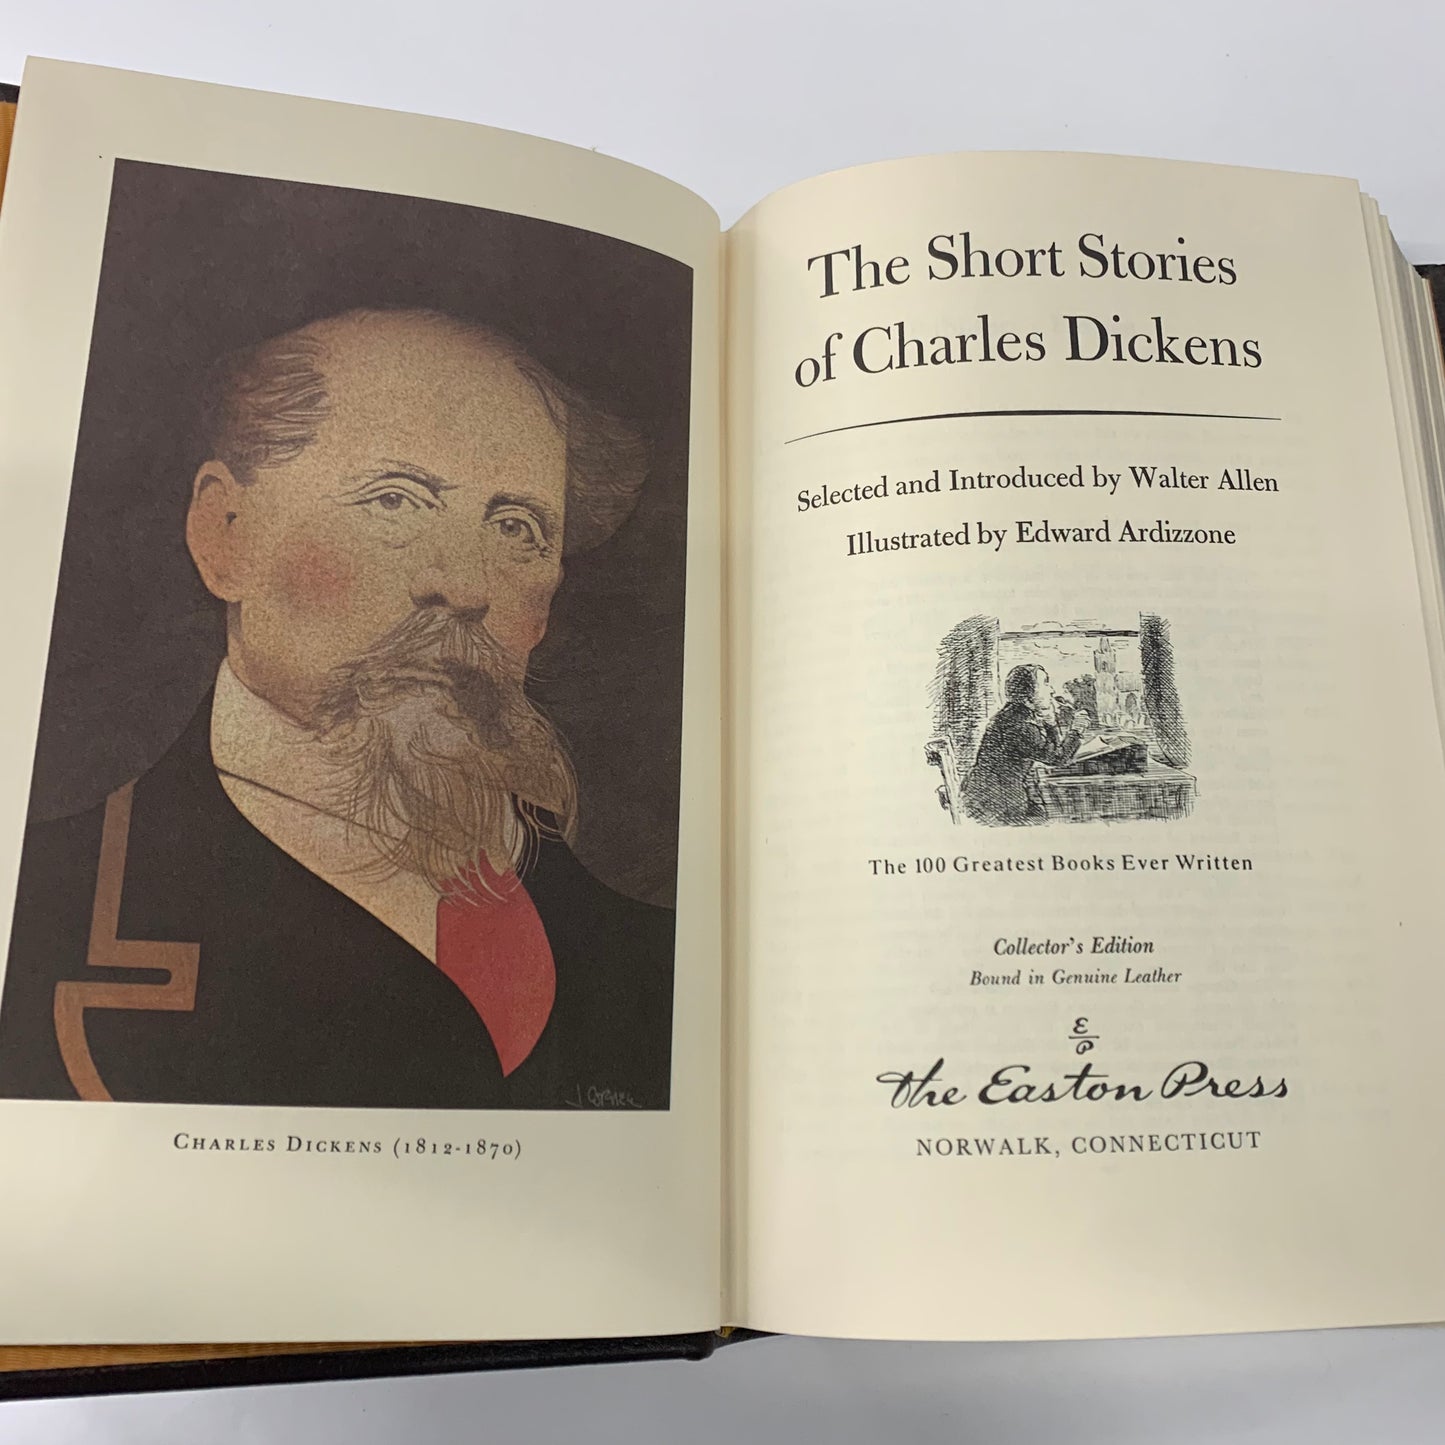 CHARLES DICKENS (1812-1870)
The Short Stories
of Charles Dickens
Selected and Introduced by Walter Allen
Illustrated by Edward Ardizzone
The 100 Greatest Books Ever Written
Collector's Edition
Bound in Genuine Leather
E
P
The Easton Press
NORWALK, CONNECTICUT